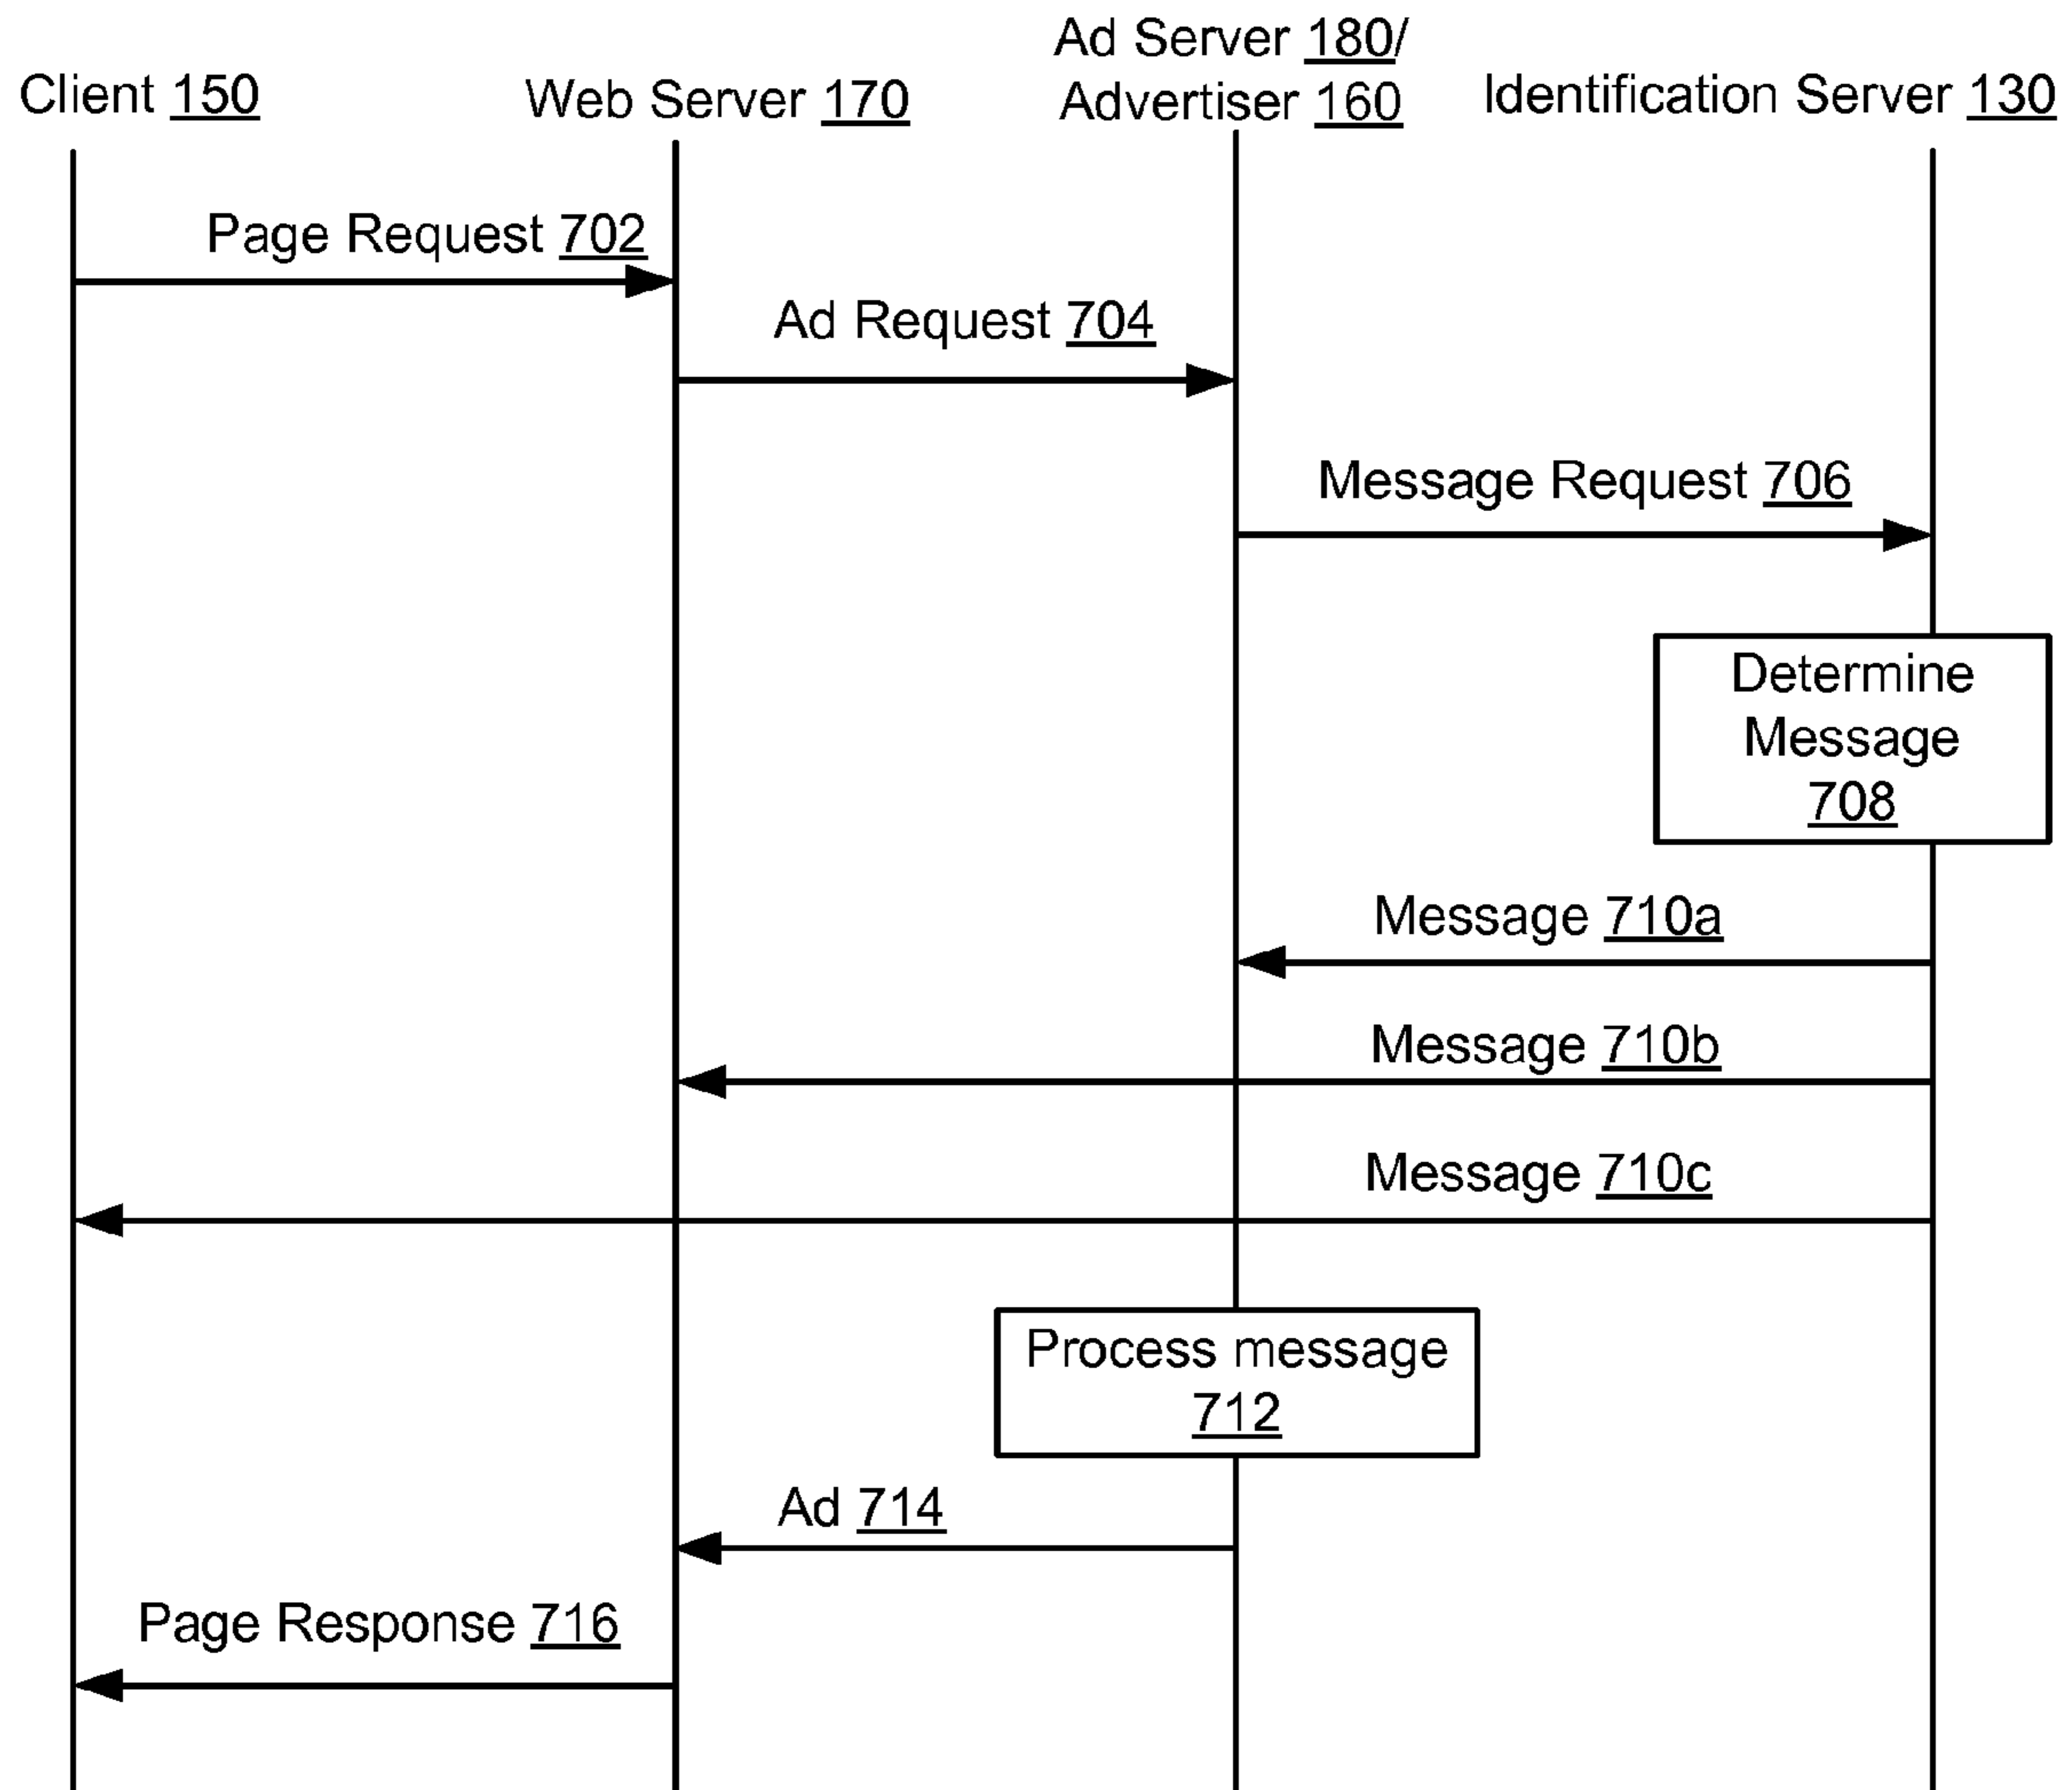 Client 150
Web Server 170
Ad Server 180/
Advertiser 160
Identification Server 130
Page Request 702
Ad Request 704
Message Request 706
Determine
Message
708
Message 710a
Message 710b
Message 710c
Process message
712
Ad 714
Page Response 716